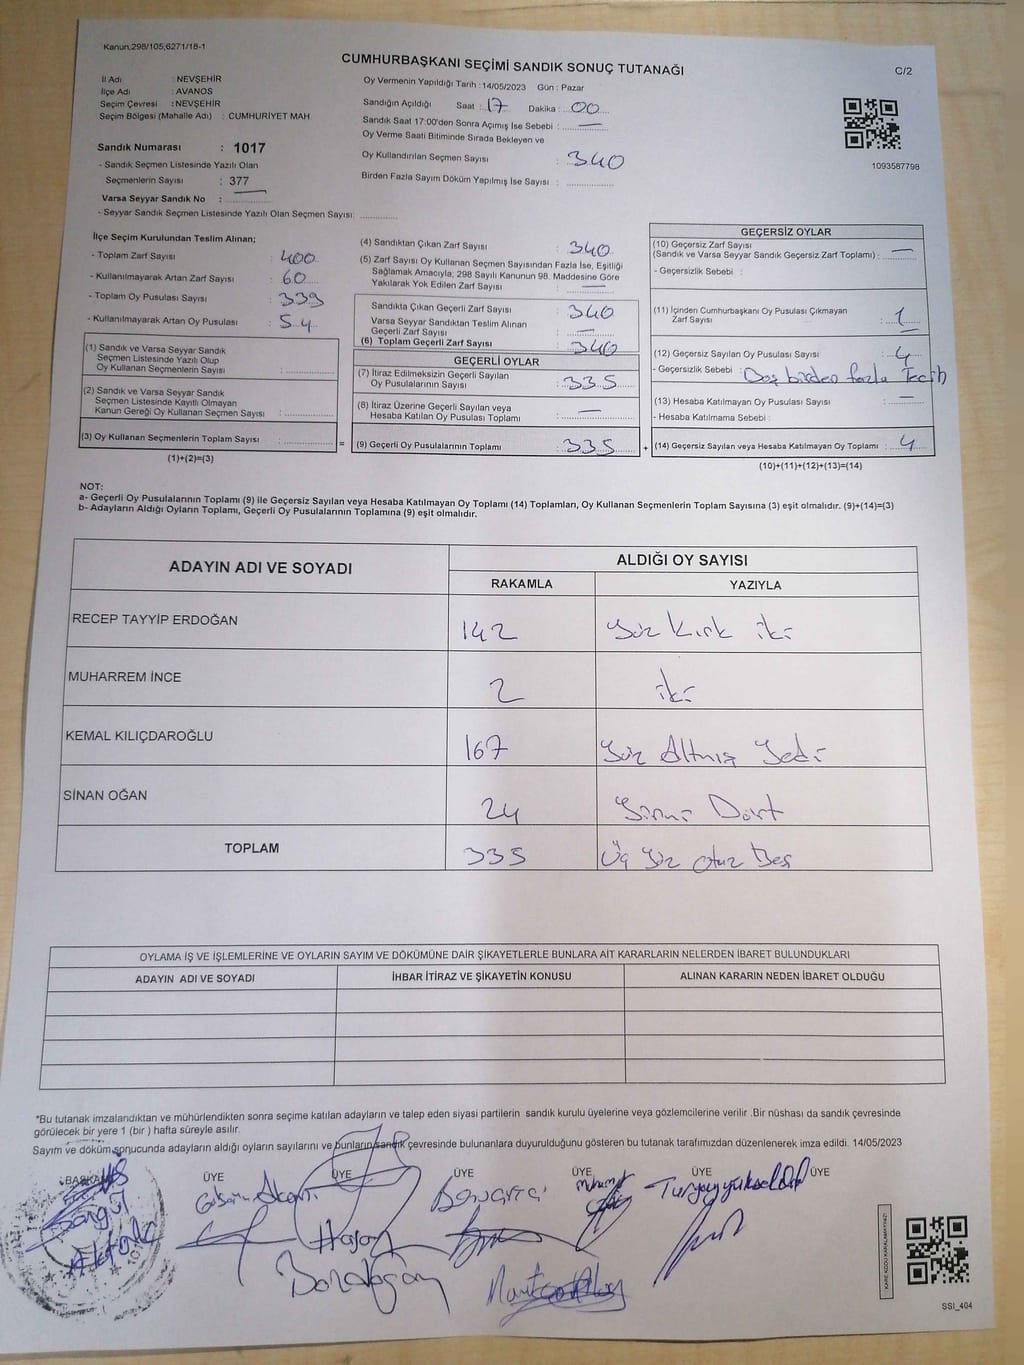 Kanun,298/105,6271/18-1
CUMHURBAŞKANI SEÇİMİ SANDIK SONUÇ TUTANAĞI
C/2
İl Adı : NEVŞEHİR
İlçe Adı : AVANOS
Seçim Çevresi : NEVŞEHİR
Seçim Bölgesi (Mahalle Adı) : CUMHURİYET MAH.
Sandık Numarası : 1017
- Sandık Seçmen Listesinde Yazılı Olan
Seçmenlerin Sayısı : 377
Varsa Seyyar Sandık No :
- Seyyar Sandık Seçmen Listesinde Yazılı Olan Seçmen Sayısı:
Oy Vermenin Yapıldığı Tarih : 14/05/2023 Gün : Pazar
Sandığın Açıldığı Saat : 17 Dakika : 00
Sandık Saat 17:00'den Sonra Açımış İse Sebebi : —
Oy Verme Saati Bitiminde Sırada Bekleyen ve
Oy Kullandırılan Seçmen Sayısı : 340
Birden Fazla Sayım Döküm Yapılmış İse Sayısı :
1093587798
İlçe Seçim Kurulundan Teslim Alınan;
- Toplam Zarf Sayısı : 400
- Kullanılmayarak Artan Zarf Sayısı : 60
- Toplam Oy Pusulası Sayısı : 339
- Kullanılmayarak Artan Oy Pusulası : 54
(1) Sandık ve Varsa Seyyar Sandık
Seçmen Listesinde Yazılı Olup
Oy Kullanan Seçmenlerin Sayısı :
(2) Sandık ve Varsa Seyyar Sandık
Seçmen Listesinde Kayıtlı Olmayan
Kanun Gereği Oy Kullanan Seçmen Sayısı :
(3) Oy Kullanan Seçmenlerin Toplam Sayısı :
(1)+(2)=(3)
(4) Sandıktan Çıkan Zarf Sayısı : 340
(5) Zarf Sayısı Oy Kullanan Seçmen Sayısından Fazla İse, Eşitliği
Sağlamak Amacıyla; 298 Sayılı Kanunun 98. Maddesine Göre
Yakılarak Yok Edilen Zarf Sayısı : —
Sandıkta Çıkan Geçerli Zarf Sayısı : 340
Varsa Seyyar Sandıktan Teslim Alınan
Geçerli Zarf Sayısı : —
(6) Toplam Geçerli Zarf Sayısı : 340
GEÇERLİ OYLAR
(7) İtiraz Edilmeksizin Geçerli Sayılan
Oy Pusulalarının Sayısı : 335
(8) İtiraz Üzerine Geçerli Sayılan veya
Hesaba Katılan Oy Pusulası Toplamı : —
= (9) Geçerli Oy Pusulalarının Toplamı : 335 +
GEÇERSİZ OYLAR
(10) Geçersiz Zarf Sayısı
(Sandık ve Varsa Seyyar Sandık Geçersiz Zarf Toplamı) : —
- Geçersizlik Sebebi :
(11) İçinden Cumhurbaşkanı Oy Pusulası Çıkmayan
Zarf Sayısı : 1
(12) Geçersiz Sayılan Oy Pusulası Sayısı : 4
- Geçersizlik Sebebi : Boş birden fazla Tecih
(13) Hesaba Katılmayan Oy Pusulası Sayısı : —
- Hesaba Katılmama Sebebi :
(14) Geçersiz Sayılan veya Hesaba Katılmayan Oy Toplamı : 4
(10)+(11)+(12)+(13)=(14)
NOT:
a- Geçerli Oy Pusulalarının Toplamı (9) ile Geçersiz Sayılan veya Hesaba Katılmayan Oy Toplamı (14) Toplamları, Oy Kullanan Seçmenlerin Toplam Sayısına (3) eşit olmalıdır. (9)+(14)=(3)
b- Adayların Aldığı Oyların Toplamı, Geçerli Oy Pusulalarının Toplamına (9) eşit olmalıdır.
ADAYIN ADI VE SOYADI
ALDIĞI OY SAYISI
RAKAMLA YAZIYLA
RECEP TAYYİP ERDOĞAN 142 Yüz Kırk iki
MUHARREM İNCE 2 iki
KEMAL KILIÇDAROĞLU 167 Yüz Altmış Yedi
SİNAN OĞAN 24 Yirmi Dört
TOPLAM 335 Üç Yüz otuz Beş
OYLAMA İŞ VE İŞLEMLERİNE VE OYLARIN SAYIM VE DÖKÜMÜNE DAİR ŞİKAYETLERLE BUNLARA AİT KARARLARIN NELERDEN İBARET BULUNDUKLARI
ADAYIN ADI VE SOYADI İHBAR İTİRAZ VE ŞİKAYETİN KONUSU ALINAN KARARIN NEDEN İBARET OLDUĞU
*Bu tutanak imzalandıktan ve mühürlendikten sonra seçime katılan adayların ve talep eden siyasi partilerin sandık kurulu üyelerine veya gözlemcilerine verilir .Bir nüshası da sandık çevresinde
görülecek bir yere 1 (bir ) hafta süreyle asılır.
Sayım ve döküm sonucunda adayların aldığı oyların sayılarını ve bunların sandık çevresinde bulunanlara duyurulduğunu gösteren bu tutanak tarafımızdan düzenlenerek imza edildi. 14/05/2023
BAŞKAN ÜYE ÜYE ÜYE ÜYE ÜYE ÜYE
Songül
Hasan
KARE KODU KARALAMAYINIZ!
SSI_404